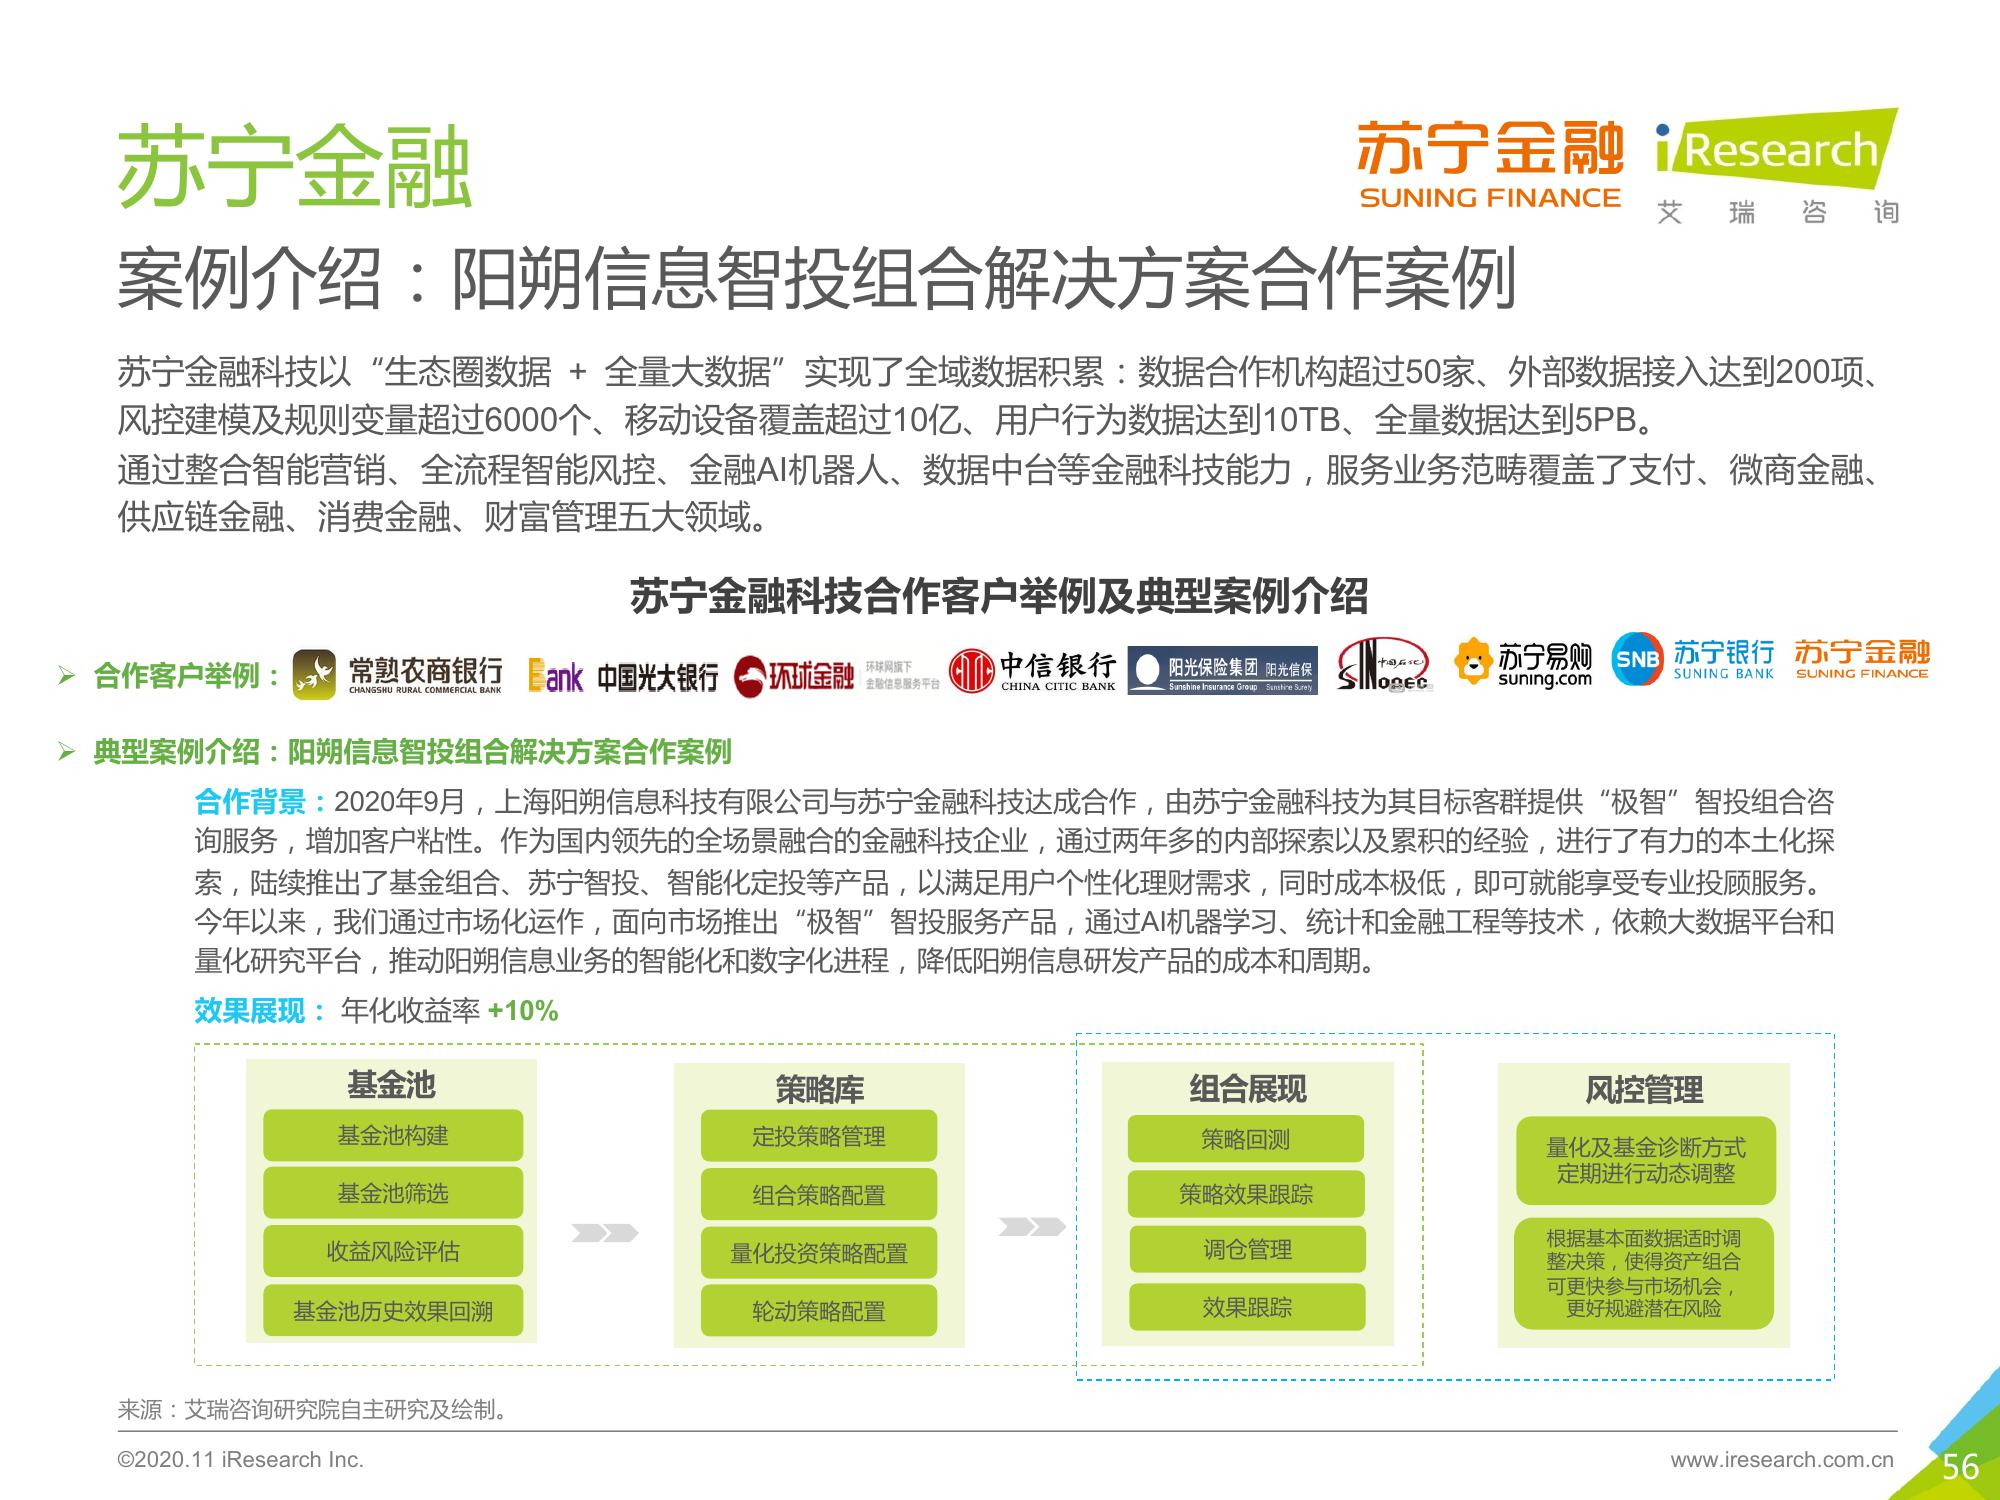 苏宁金融
苏宁金融
SUNING FINANCE
iResearch
艾瑞咨询
案例介绍：阳朔信息智投组合解决方案合作案例
苏宁金融科技以“生态圈数据 + 全量大数据”实现了全域数据积累：数据合作机构超过50家、外部数据接入达到200项、
风控建模及规则变量超过6000个、移动设备覆盖超过10亿、用户行为数据达到10TB、全量数据达到5PB。
通过整合智能营销、全流程智能风控、金融AI机器人、数据中台等金融科技能力，服务业务范畴覆盖了支付、微商金融、
供应链金融、消费金融、财富管理五大领域。
苏宁金融科技合作客户举例及典型案例介绍
合作客户举例：
常熟农商银行
CHANGSHU RURAL COMMERCIAL BANK
Bank 中国光大银行
环球金融
环球网旗下
金融信息服务平台
中信银行
CHINA CITIC BANK
阳光保险集团 阳光信保
Sunshine Insurance Group Sunshine Surety
中国石化
SINOPEC
苏宁易购
suning.com
SNB
苏宁银行
SUNING BANK
苏宁金融
SUNING FINANCE
典型案例介绍：阳朔信息智投组合解决方案合作案例
合作背景：2020年9月，上海阳朔信息科技有限公司与苏宁金融科技达成合作，由苏宁金融科技为其目标客群提供“极智”智投组合咨
询服务，增加客户粘性。作为国内领先的全场景融合的金融科技企业，通过两年多的内部探索以及累积的经验，进行了有力的本土化探
索，陆续推出了基金组合、苏宁智投、智能化定投等产品，以满足用户个性化理财需求，同时成本极低，即可就能享受专业投顾服务。
今年以来，我们通过市场化运作，面向市场推出“极智”智投服务产品，通过AI机器学习、统计和金融工程等技术，依赖大数据平台和
量化研究平台，推动阳朔信息业务的智能化和数字化进程，降低阳朔信息研发产品的成本和周期。
效果展现： 年化收益率 +10%
基金池
基金池构建
基金池筛选
收益风险评估
基金池历史效果回溯
策略库
定投策略管理
组合策略配置
量化投资策略配置
轮动策略配置
组合展现
策略回测
策略效果跟踪
调仓管理
效果跟踪
风控管理
量化及基金诊断方式
定期进行动态调整
根据基本面数据适时调
整决策，使得资产组合
可更快参与市场机会，
更好规避潜在风险
来源：艾瑞咨询研究院自主研究及绘制。
©2020.11 iResearch Inc.
www.iresearch.com.cn
56